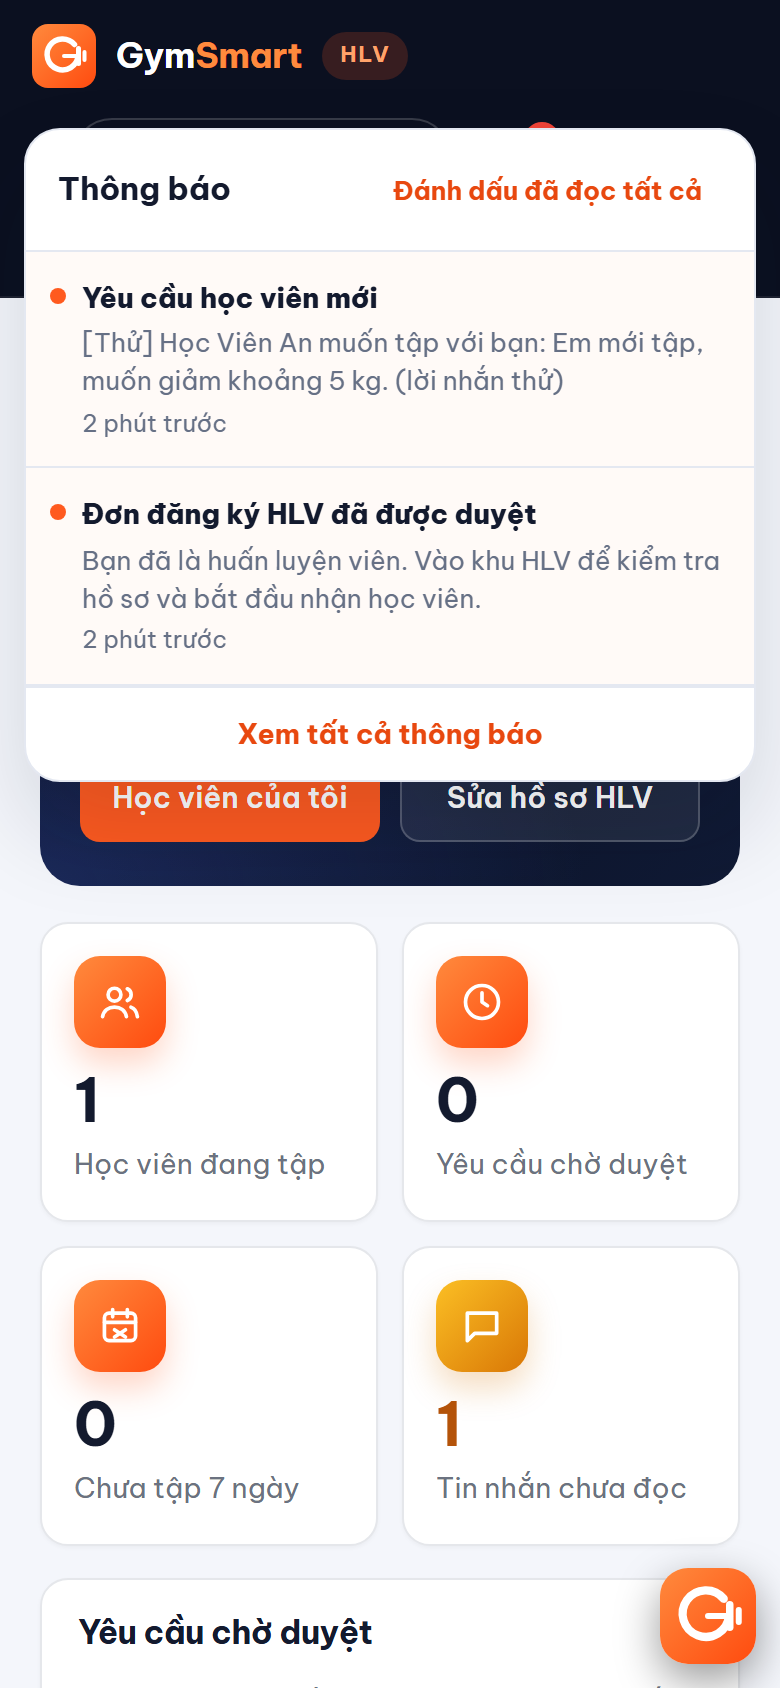 GymSmart HLV
Thông báo
Đánh dấu đã đọc tất cả
Yêu cầu học viên mới
[Thử] Học Viên An muốn tập với bạn: Em mới tập,
muốn giảm khoảng 5 kg. (lời nhắn thử)
2 phút trước
Đơn đăng ký HLV đã được duyệt
Bạn đã là huấn luyện viên. Vào khu HLV để kiểm tra
hồ sơ và bắt đầu nhận học viên.
2 phút trước
Xem tất cả thông báo
Học viên của tôi
Sửa hồ sơ HLV
1
Học viên đang tập
0
Yêu cầu chờ duyệt
0
Chưa tập 7 ngày
1
Tin nhắn chưa đọc
Yêu cầu chờ duyệt